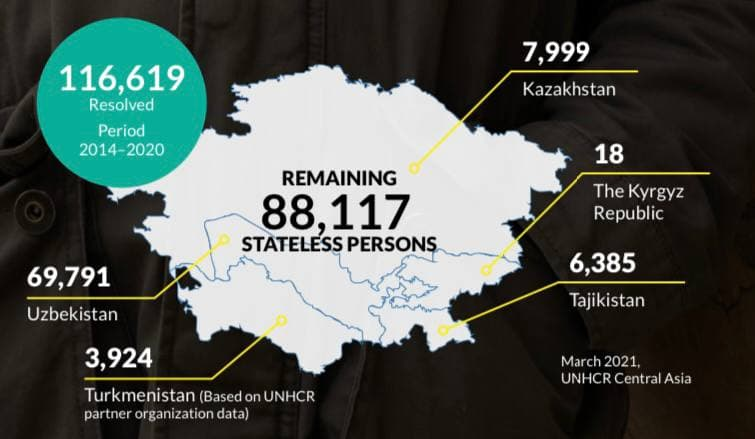 116,619
Resolved
Period
2014–2020
7,999
Kazakhstan
18
The Kyrgyz
Republic
REMAINING
88,117
STATELESS PERSONS
69,791
Uzbekistan
6,385
Tajikistan
3,924
Turkmenistan (Based on UNHCR
partner organization data)
March 2021,
UNHCR Central Asia